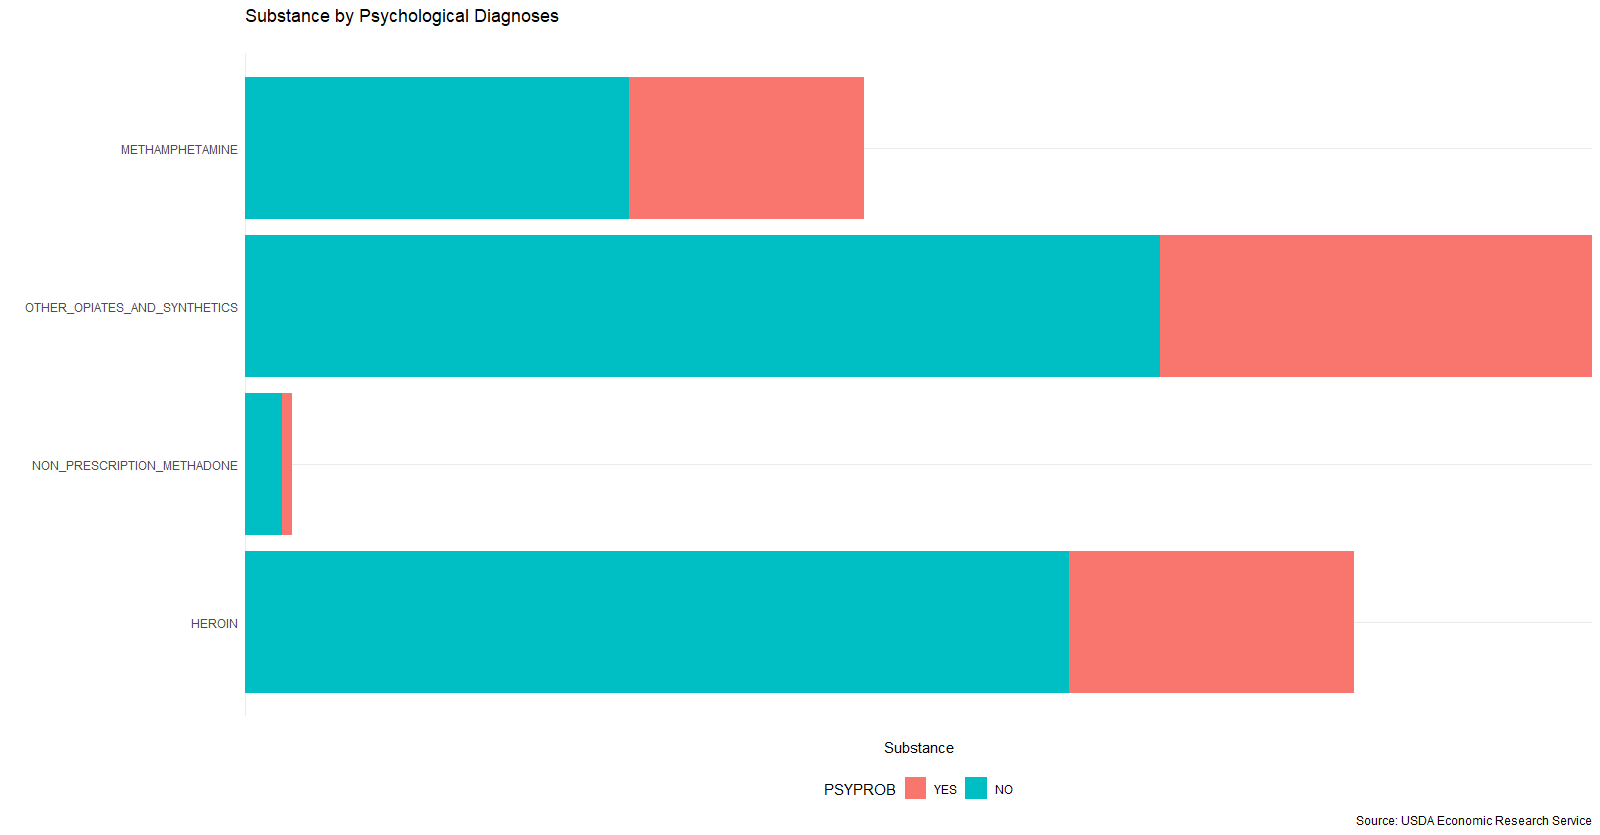 Substance by Psychological Diagnoses
METHAMPHETAMINE
OTHER_OPIATES_AND_SYNTHETICS
NON_PRESCRIPTION_METHADONE
HEROIN
Substance
PSYPROB YES NO
Source: USDA Economic Research Service